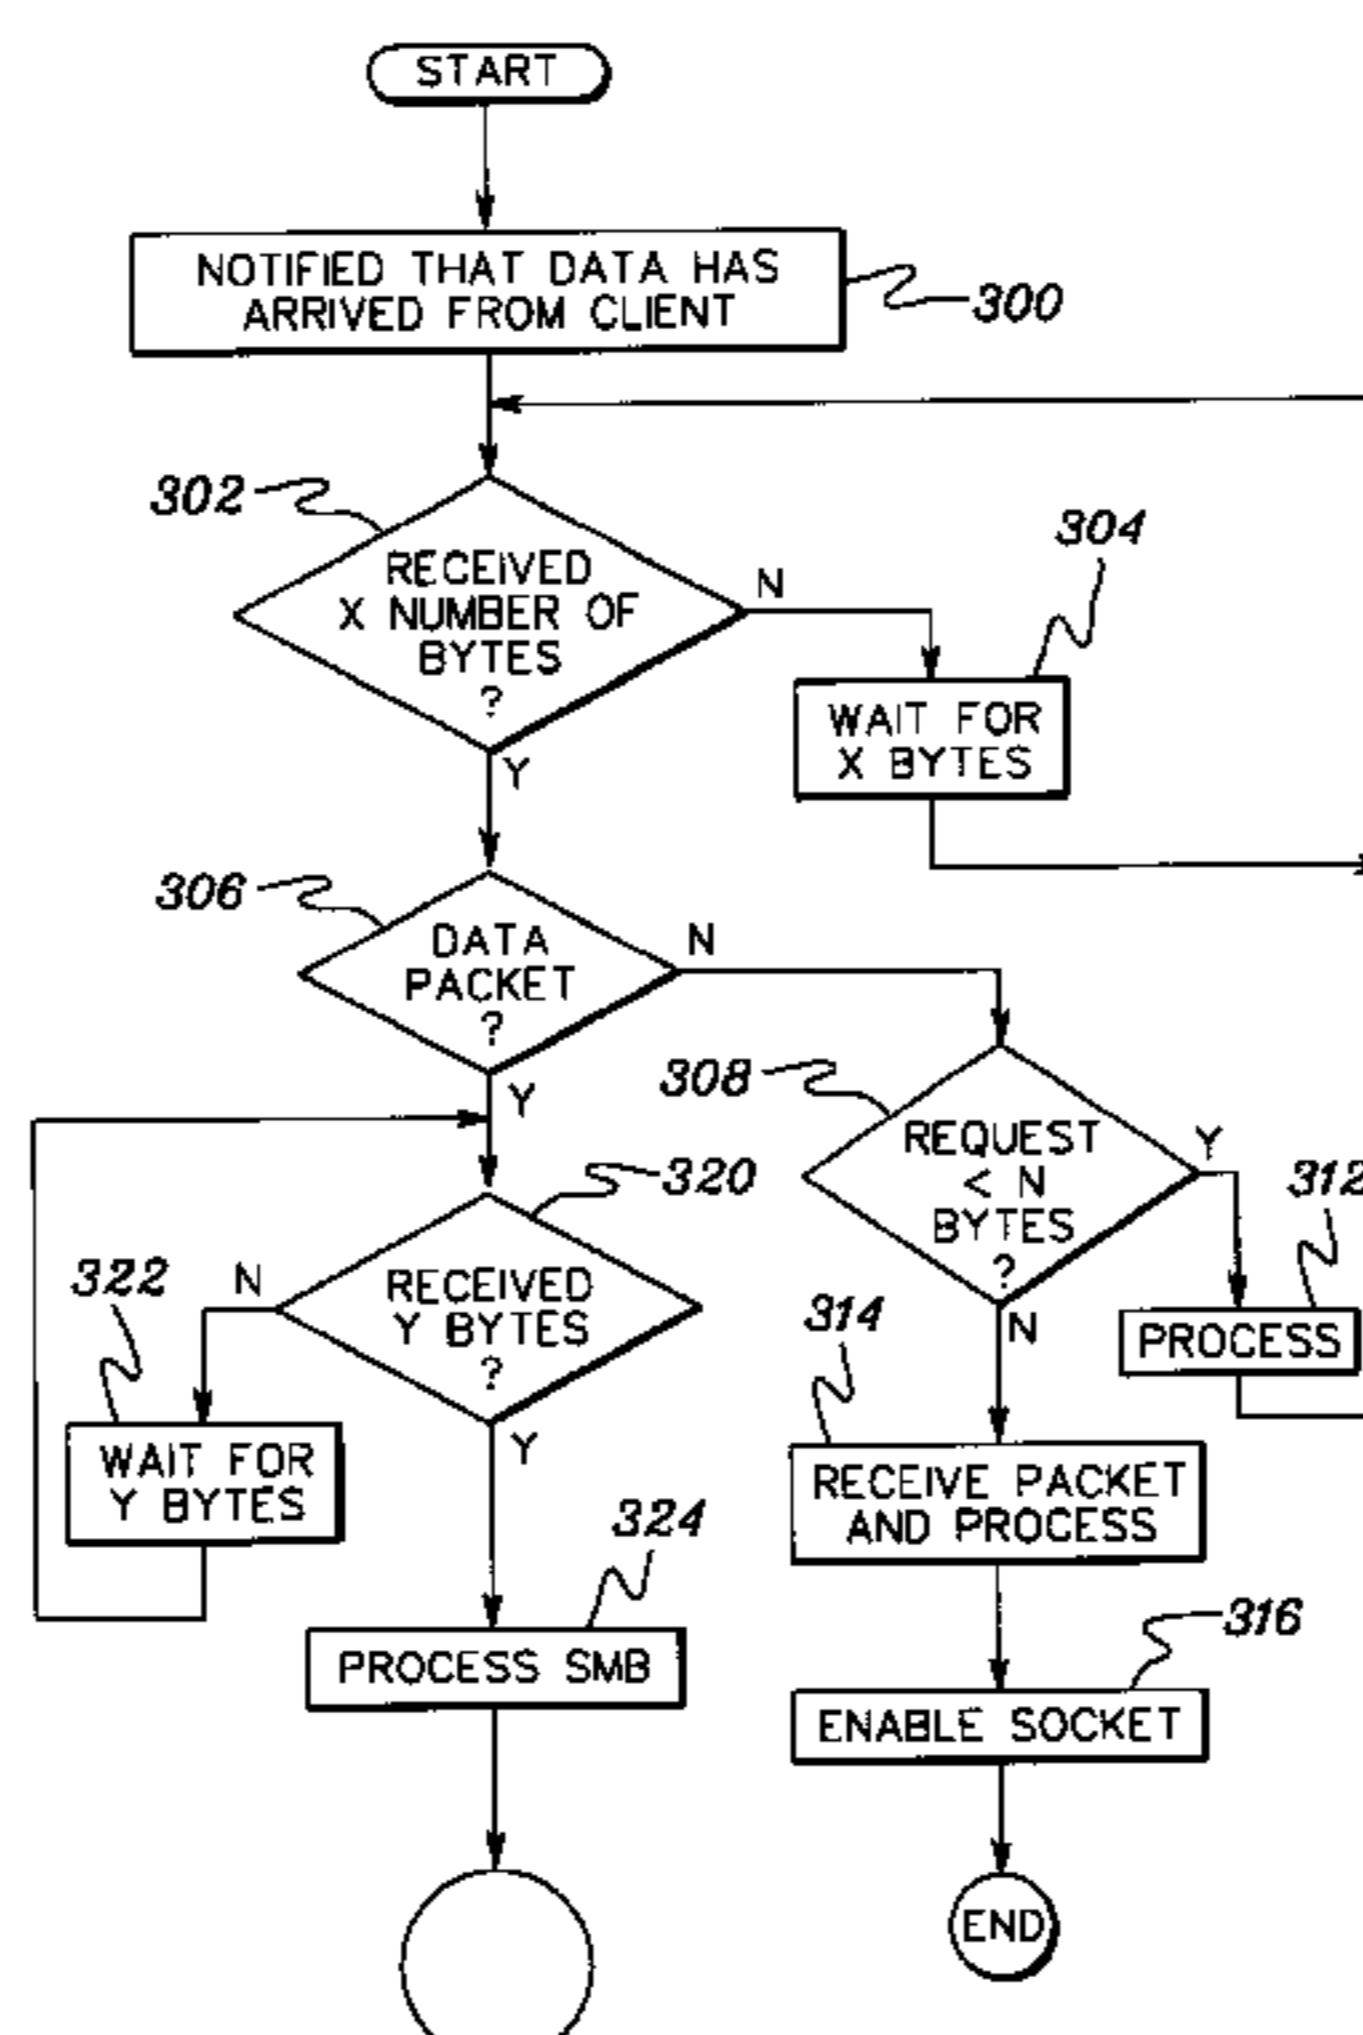 START
NOTIFIED THAT DATA HAS
ARRIVED FROM CLIENT
300
302
RECEIVED
X NUMBER OF
BYTES
?
N
304
WAIT FOR
X BYTES
Y
306
DATA
PACKET
?
N
Y
308
REQUEST
< N
BYTES
?
Y
312
PROCESS
N
320
RECEIVED
Y BYTES
?
N
322
WAIT FOR
Y BYTES
Y
314
RECEIVE PACKET
AND PROCESS
324
PROCESS SMB
316
ENABLE SOCKET
END